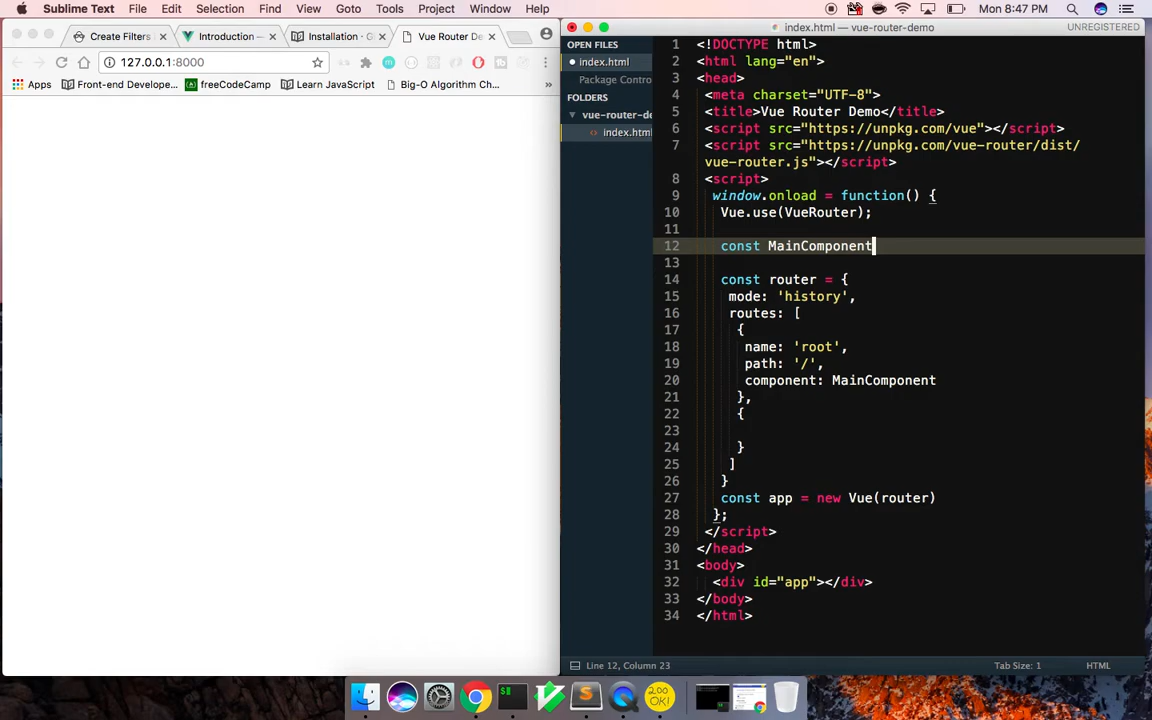 Sublime Text File Edit Selection Find View Goto Tools Project Window Help Mon 8:47 PM
Create Filters Introduction — Installation · G Vue Router De
index.html — vue-router-demo UNREGISTERED
127.0.0.1:8000
Apps Front-end Developme… freeCodeCamp Learn JavaScript Big-O Algorithm Ch… »
OPEN FILES
index.html
Package Contro
FOLDERS
vue-router-de
index.html
1 <!DOCTYPE html>
2 <html lang="en">
3 <head>
4 <meta charset="UTF-8">
5 <title>Vue Router Demo</title>
6 <script src="https://unpkg.com/vue"></script>
7 <script src="https://unpkg.com/vue-router/dist/
vue-router.js"></script>
8 <script>
9 window.onload = function() {
10 Vue.use(VueRouter);
11
12 const MainComponent
13
14 const router = {
15 mode: 'history',
16 routes: [
17 {
18 name: 'root',
19 path: '/',
20 component: MainComponent
21 },
22 {
23
24 }
25 ]
26 }
27 const app = new Vue(router)
28 };
29 </script>
30 </head>
31 <body>
32 <div id="app"></div>
33 </body>
34 </html>
Line 12, Column 23 Tab Size: 1 HTML
200
OK!